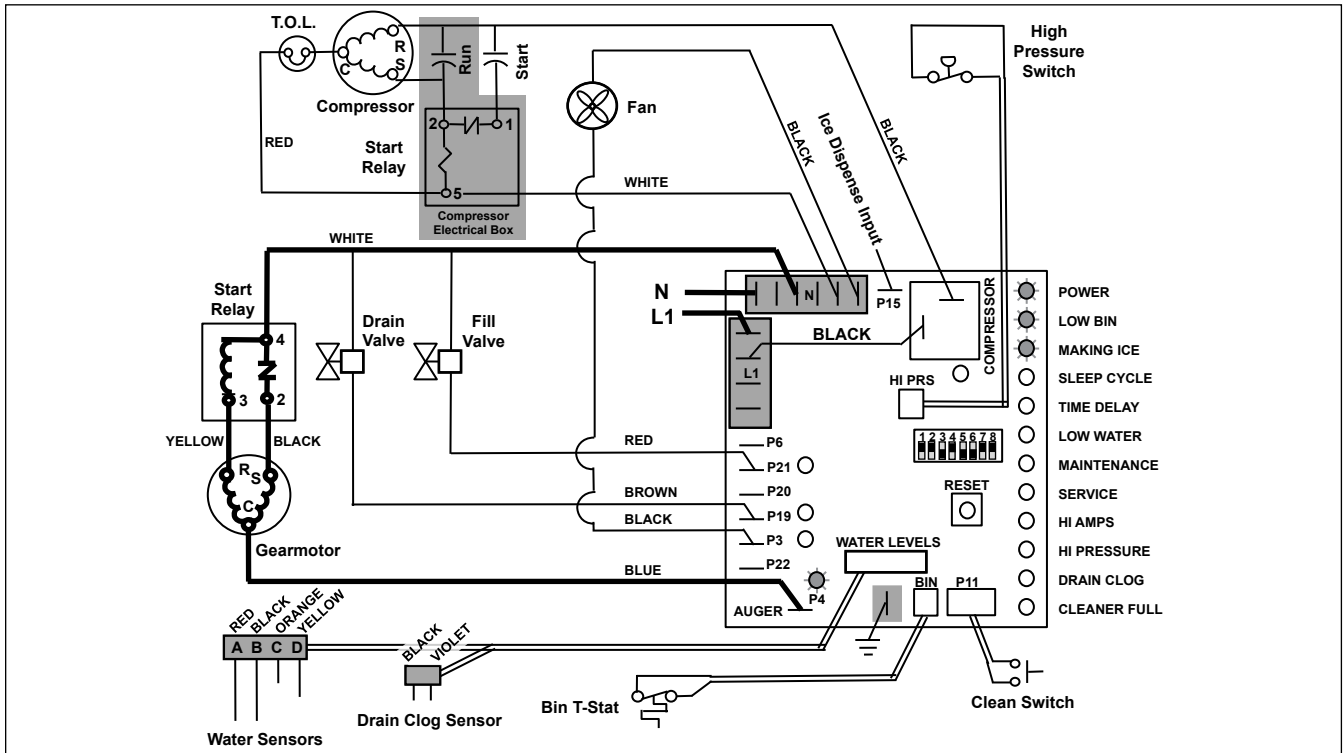 T.O.L.
R
S
C
Compressor
Run
Start
High
Pressure
Switch
Fan
2
1
Start
Relay
5
RED
Compressor
Electrical Box
BLACK
Ice Dispense Input
BLACK
WHITE
WHITE
Start
Relay
4
3
2
YELLOW
BLACK
R
S
C
Gearmotor
Drain
Valve
Fill
Valve
N
L1
N
P15
L1
BLACK
COMPRESSOR
HI PRS
POWER
LOW BIN
MAKING ICE
SLEEP CYCLE
TIME DELAY
LOW WATER
MAINTENANCE
SERVICE
HI AMPS
HI PRESSURE
DRAIN CLOG
CLEANER FULL
1 2 3 4 5 6 7 8
RESET
RED
P6
P21
P20
BROWN
P19
BLACK
P3
P22
BLUE
P4
AUGER
WATER LEVELS
BIN
P11
RED
BLACK
ORANGE
YELLOW
A B C D
BLACK
VIOLET
Water Sensors
Drain Clog Sensor
Bin T-Stat
Clean Switch